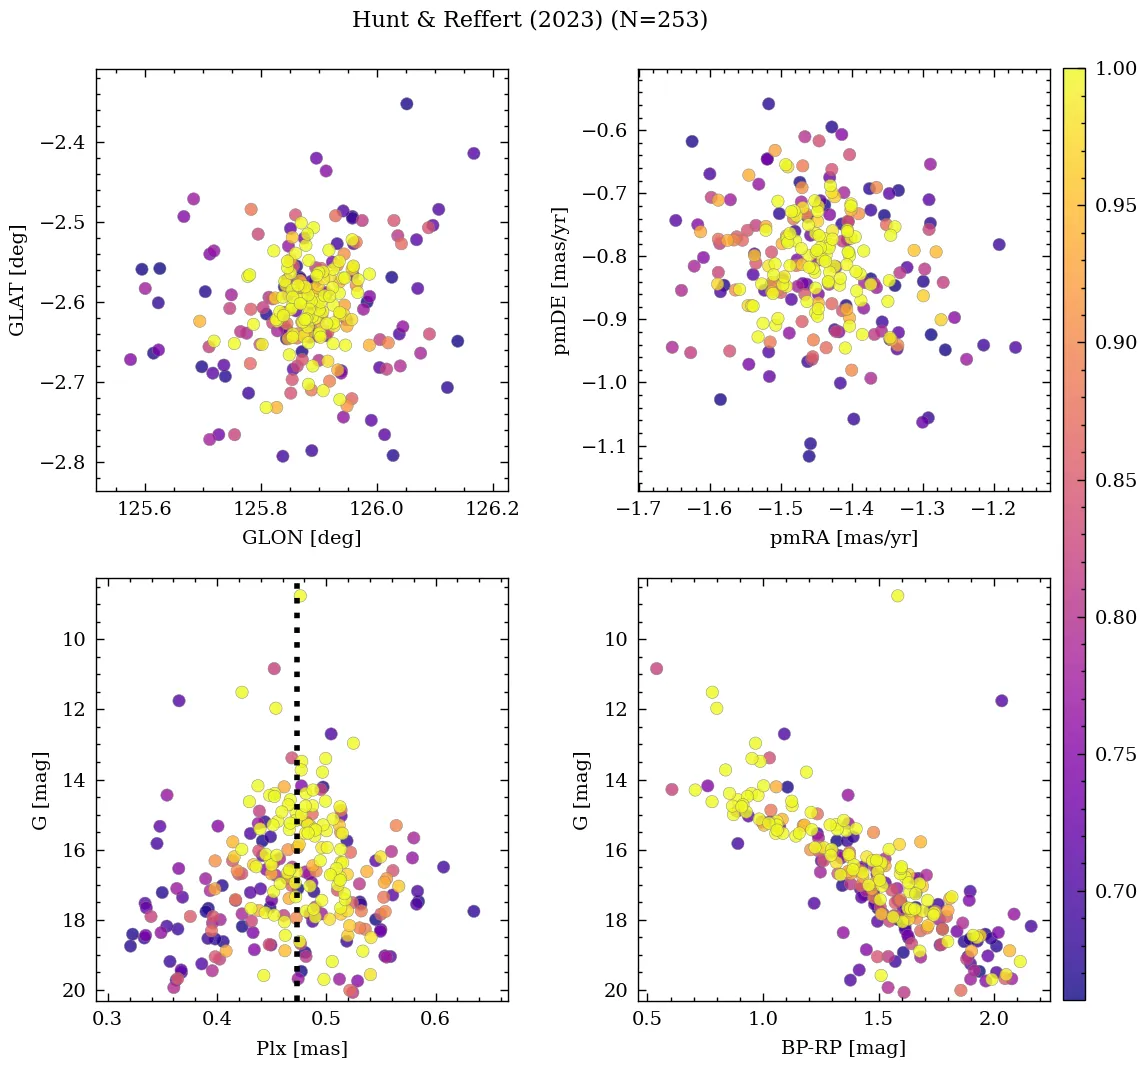 Hunt & Reffert (2023) (N=253)
GLAT [deg]
−2.4
−2.5
−2.6
−2.7
−2.8
125.6 125.8 126.0 126.2
GLON [deg]
pmDE [mas/yr]
−0.6
−0.7
−0.8
−0.9
−1.0
−1.1
−1.7 −1.6 −1.5 −1.4 −1.3 −1.2
pmRA [mas/yr]
1.00
0.95
0.90
0.85
0.80
0.75
0.70
G [mag]
10
12
14
16
18
20
0.3 0.4 0.5 0.6
Plx [mas]
G [mag]
10
12
14
16
18
20
0.5 1.0 1.5 2.0
BP-RP [mag]